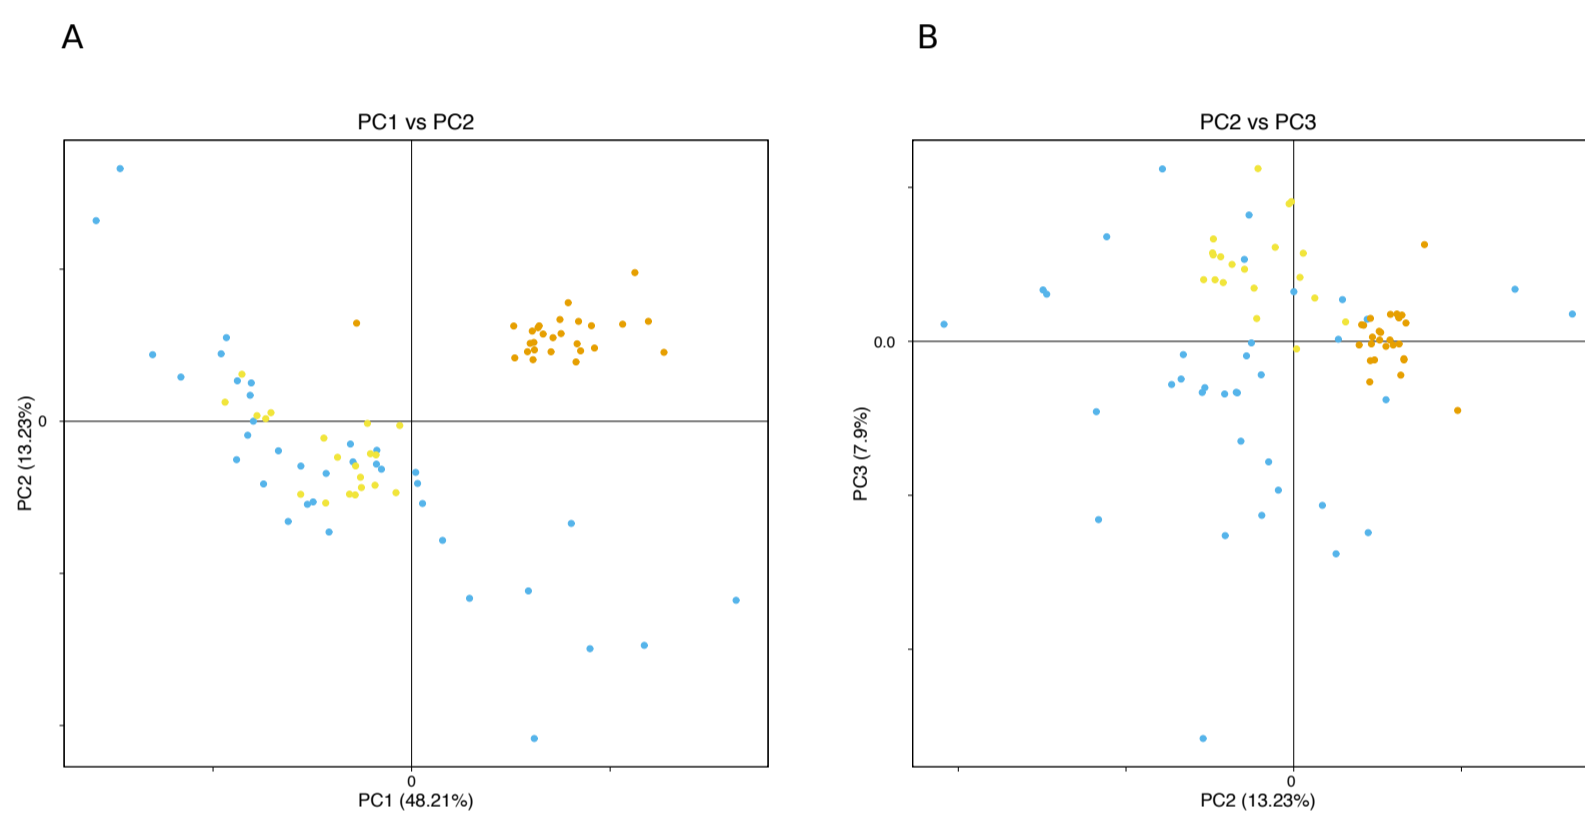 A
B
PC1 vs PC2
PC2 vs PC3
PC2 (13.23%)
0
0
PC1 (48.21%)
PC3 (7.9%)
0.0
0
PC2 (13.23%)